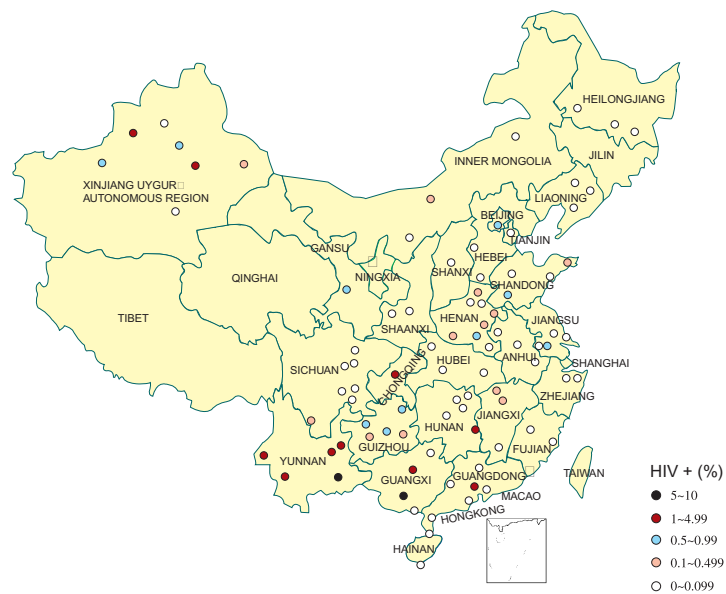 HEILONGJIANG
JILIN
INNER MONGOLIA
LIAONING
XINJIANG UYGUR□
AUTONOMOUS REGION
BEIJING
TIANJIN
GANSU
HEBEI
NINGXIA
SHANXI
QINGHAI
SHANDONG
TIBET
SHAANXI
HENAN
JIANGSU
SICHUAN
CHONGQING
HUBEI
ANHUI
SHANGHAI
ZHEJIANG
HUNAN
JIANGXI
GUIZHOU
FUJIAN
YUNNAN
GUANGXI
GUANGDONG
TAIWAN
MACAO
HONGKONG
HAINAN
HIV + (%)
5~10
1~4.99
0.5~0.99
0.1~0.499
0~0.099